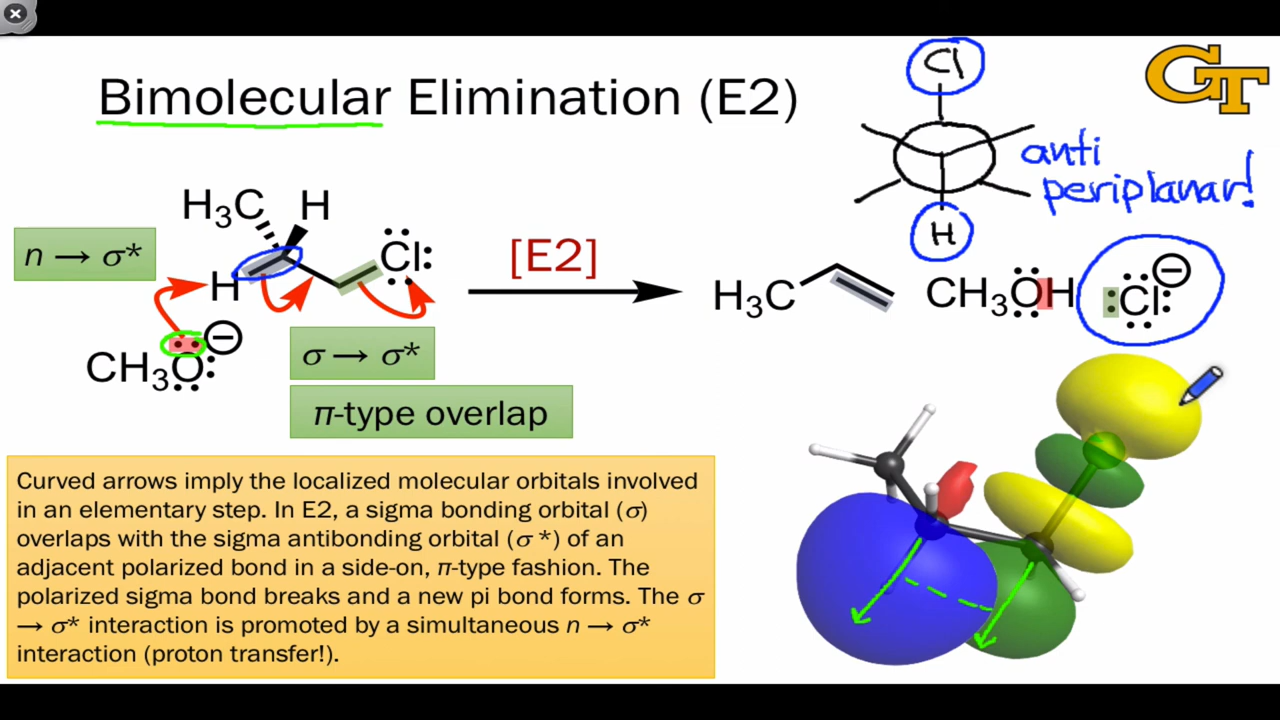 Bimolecular Elimination (E2)
GT
Cl
anti
periplanar!
H
H₃C H
n → σ*
Cl
[E2]
H
H₃C
CH₃OH
Cl ⊖
CH₃O ⊖
σ → σ*
π-type overlap
Curved arrows imply the localized molecular orbitals involved
in an elementary step. In E2, a sigma bonding orbital (σ)
overlaps with the sigma antibonding orbital (σ *) of an
adjacent polarized bond in a side-on, π-type fashion. The
polarized sigma bond breaks and a new pi bond forms. The σ
→ σ* interaction is promoted by a simultaneous n → σ*
interaction (proton transfer!).